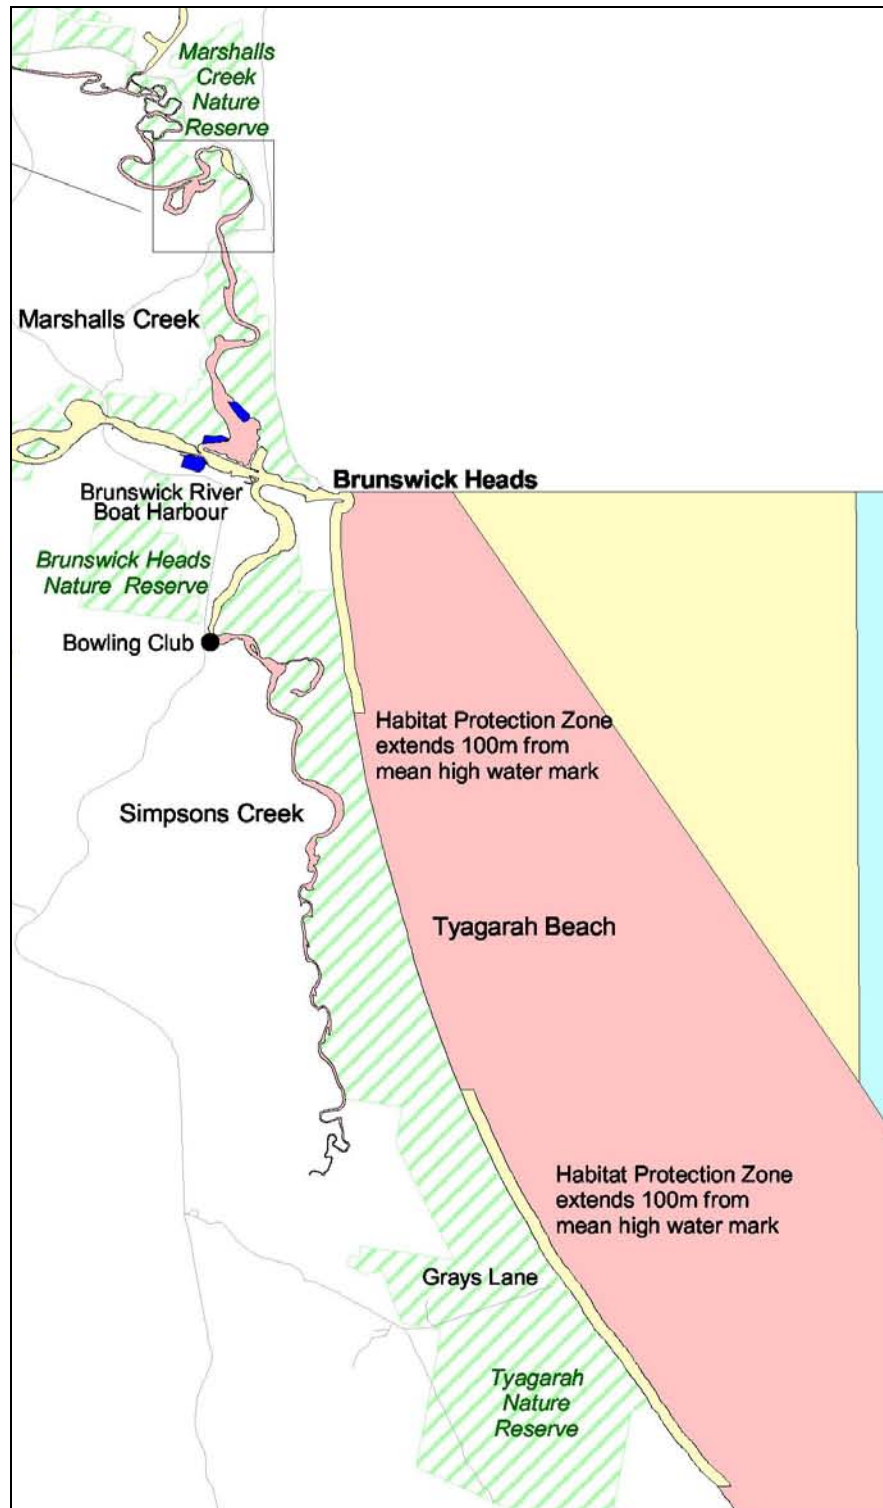 Marshalls
Creek
Nature
Reserve
Marshalls Creek
Brunswick Heads
Brunswick River
Boat Harbour
Brunswick Heads
Nature Reserve
Bowling Club
Habitat Protection Zone
extends 100m from
mean high water mark
Simpsons Creek
Tyagarah Beach
Habitat Protection Zone
extends 100m from
mean high water mark
Grays Lane
Tyagarah
Nature
Reserve